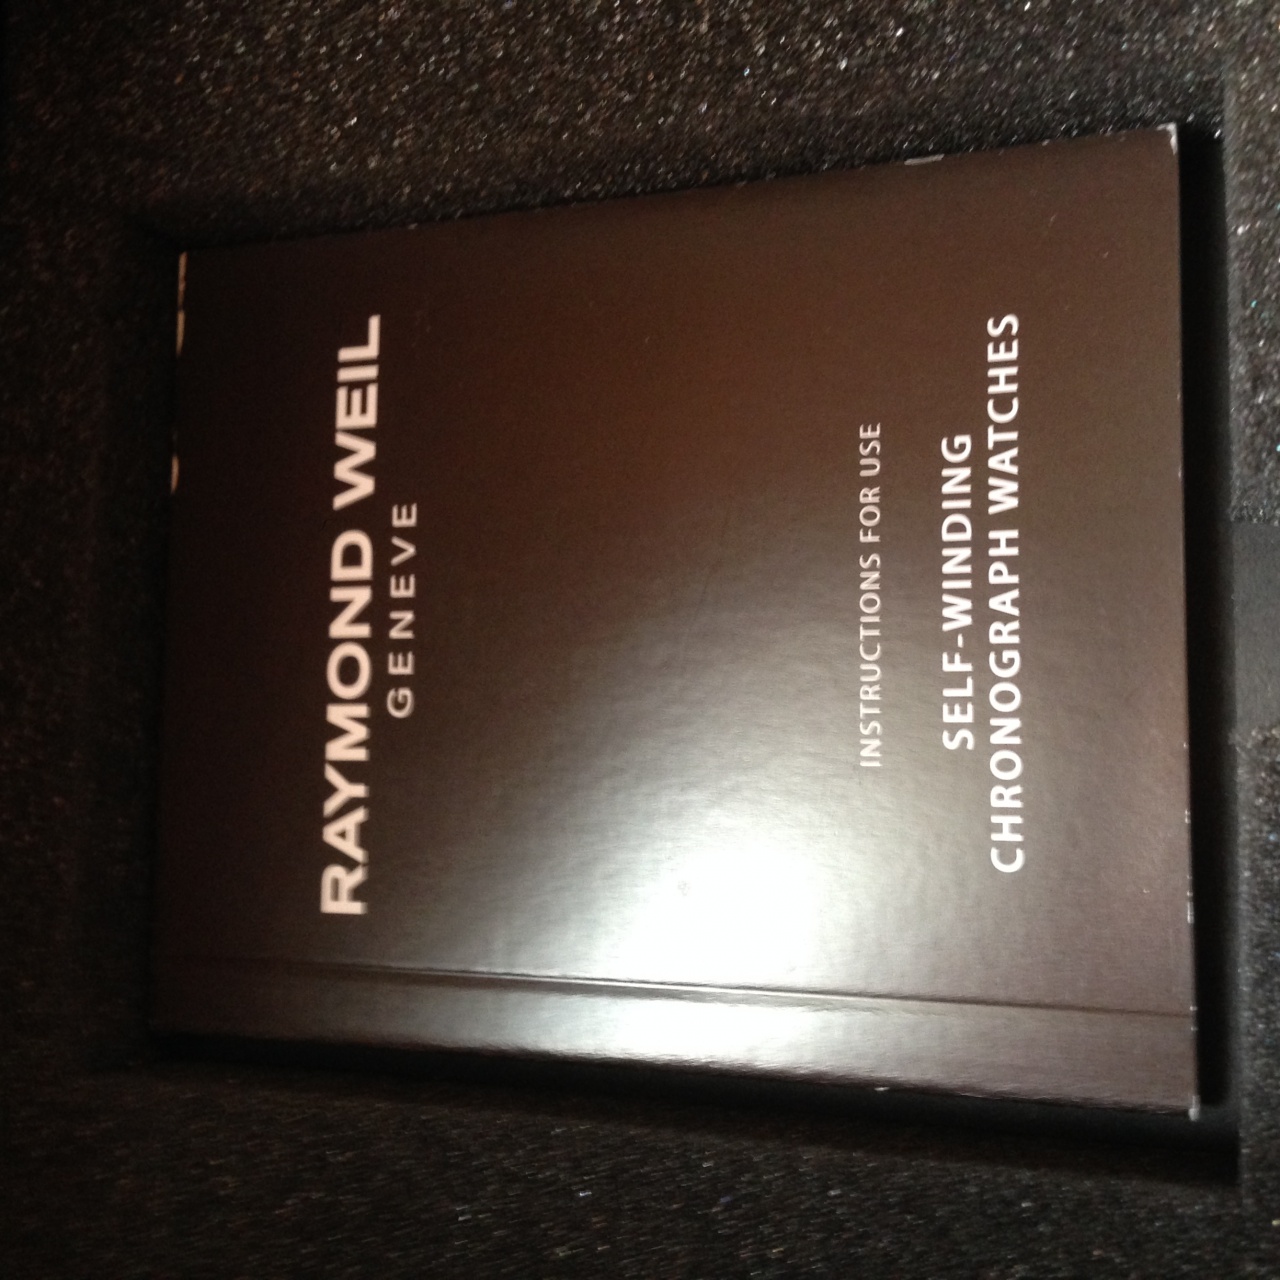 RAYMOND WEIL
GENEVE
INSTRUCTIONS FOR USE
SELF-WINDING
CHRONOGRAPH WATCHES